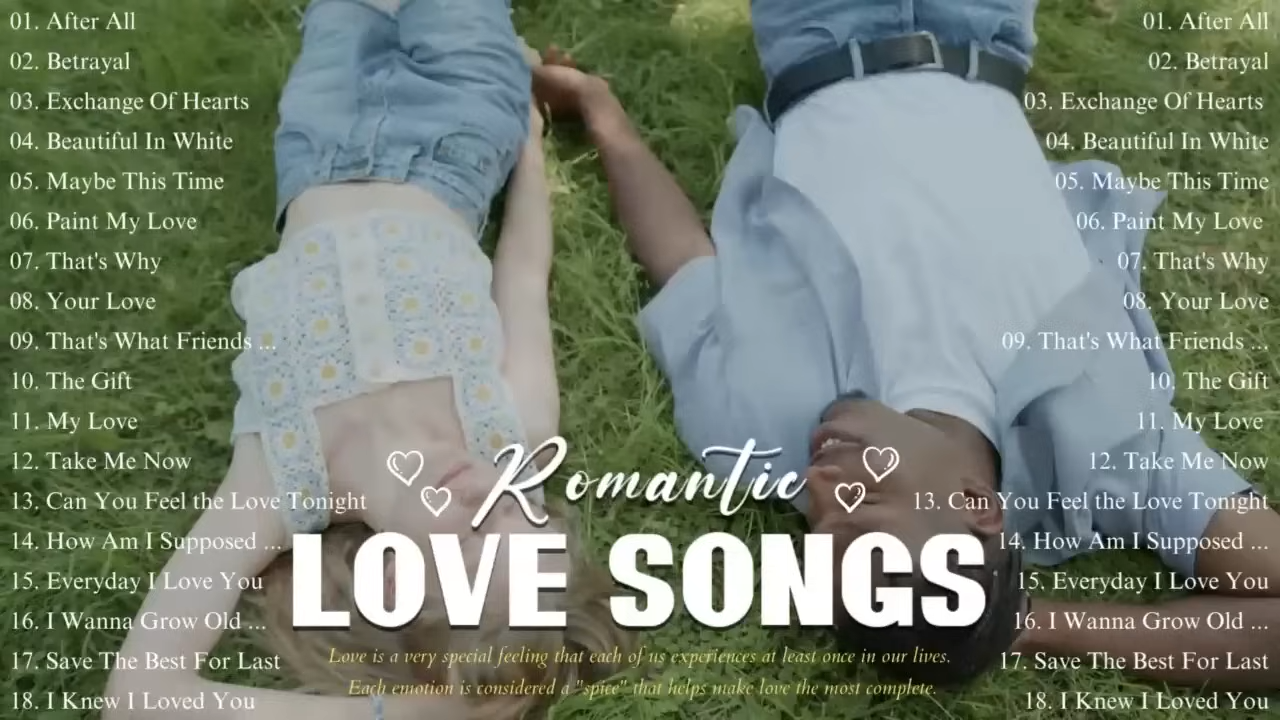 01. After All
02. Betrayal
03. Exchange Of Hearts
04. Beautiful In White
05. Maybe This Time
06. Paint My Love
07. That's Why
08. Your Love
09. That's What Friends ...
10. The Gift
11. My Love
12. Take Me Now
13. Can You Feel the Love Tonight
14. How Am I Supposed ...
15. Everyday I Love You
16. I Wanna Grow Old ...
17. Save The Best For Last
18. I Knew I Loved You
Romantic
LOVE SONGS
Love is a very special feeling that each of us experiences at least once in our lives.
Each emotion is considered a "spice" that helps make love the most complete.
01. After All
02. Betrayal
03. Exchange Of Hearts
04. Beautiful In White
05. Maybe This Time
06. Paint My Love
07. That's Why
08. Your Love
09. That's What Friends ...
10. The Gift
11. My Love
12. Take Me Now
13. Can You Feel the Love Tonight
14. How Am I Supposed ...
15. Everyday I Love You
16. I Wanna Grow Old ...
17. Save The Best For Last
18. I Knew I Loved You